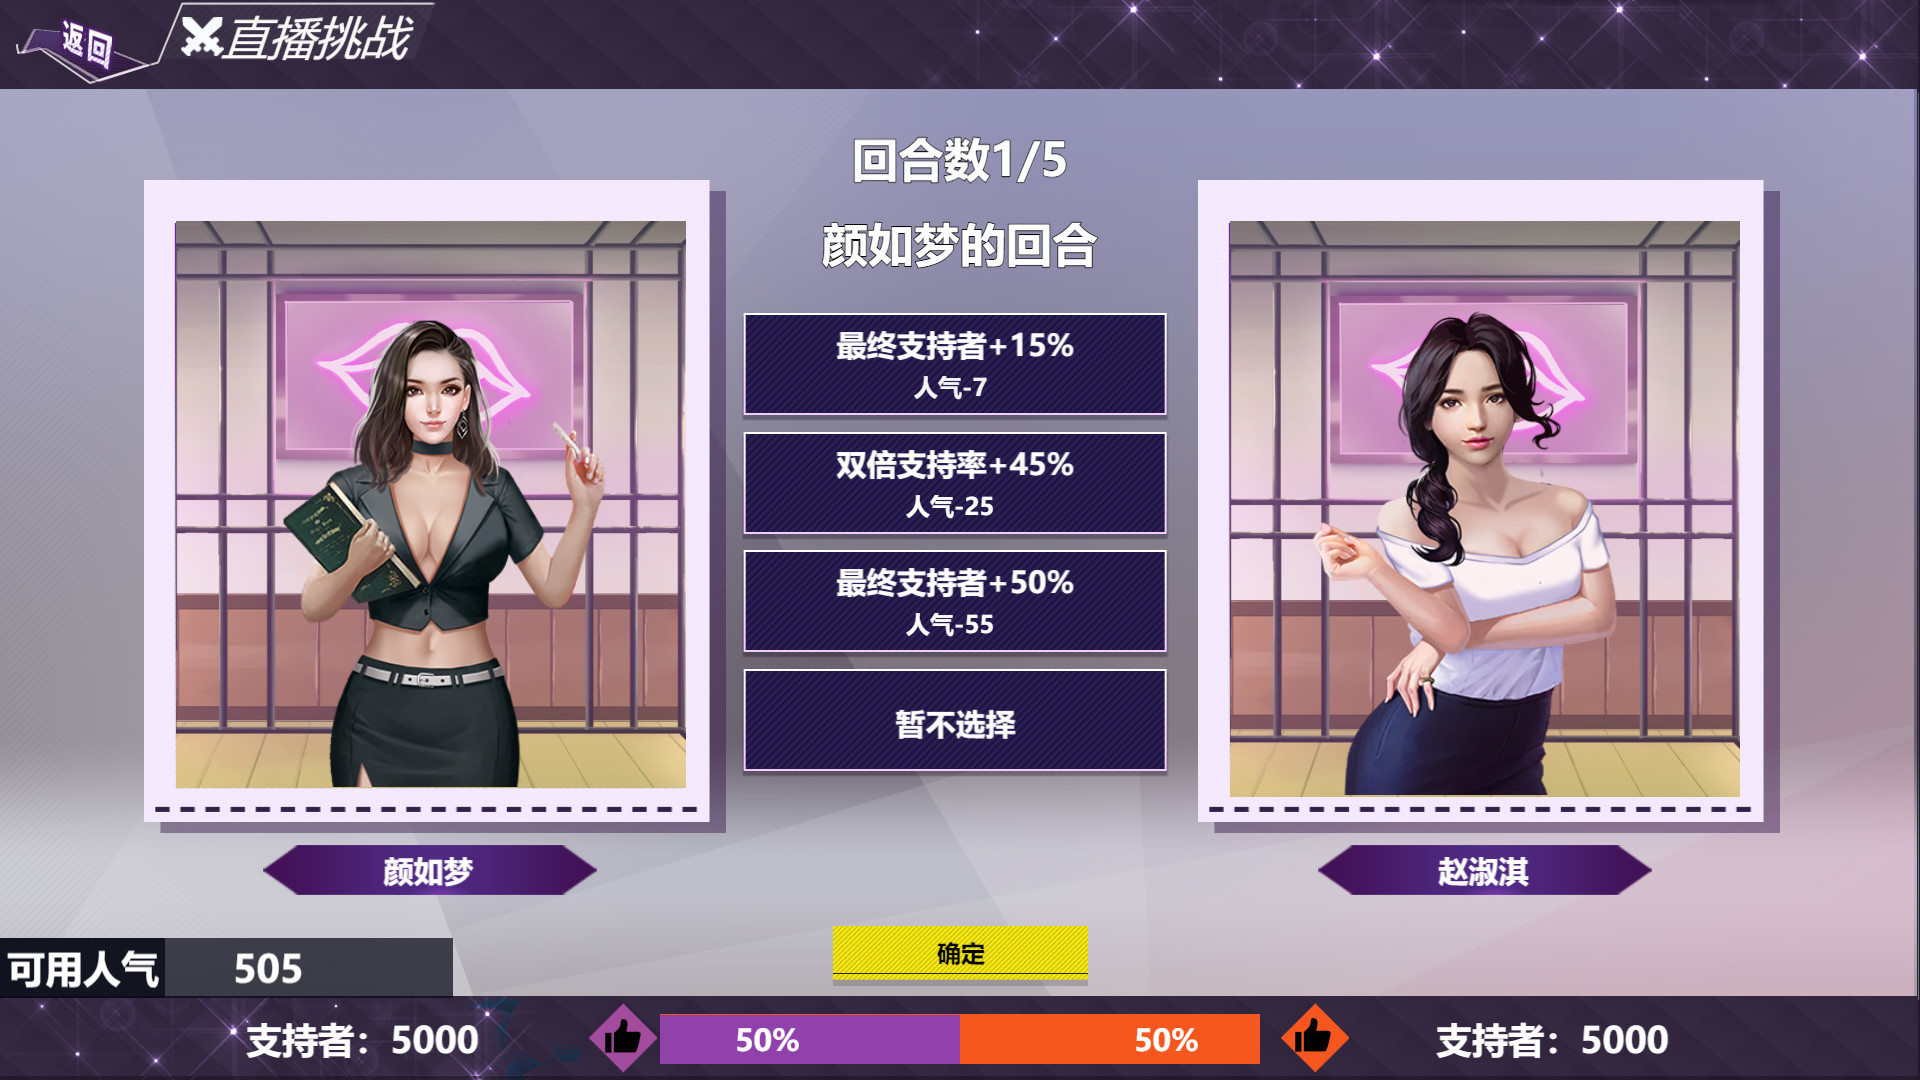 返回
直播挑战
回合数1/5
颜如梦的回合
最终支持者+15%
人气-7
双倍支持率+45%
人气-25
最终支持者+50%
人气-55
暂不选择
颜如梦
赵淑淇
确定
可用人气 505
支持者：5000 50% 50% 支持者：5000